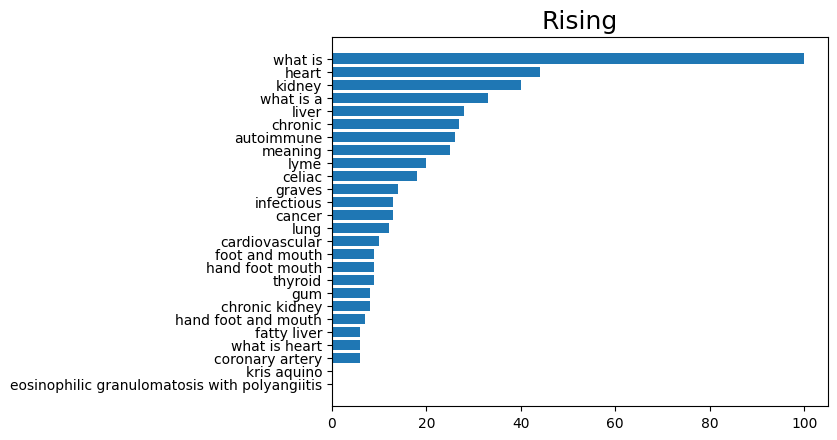 Rising
what is
heart
kidney
what is a
liver
chronic
autoimmune
meaning
lyme
celiac
graves
infectious
cancer
lung
cardiovascular
foot and mouth
hand foot mouth
thyroid
gum
chronic kidney
hand foot and mouth
fatty liver
what is heart
coronary artery
kris aquino
eosinophilic granulomatosis with polyangiitis
0 20 40 60 80 100